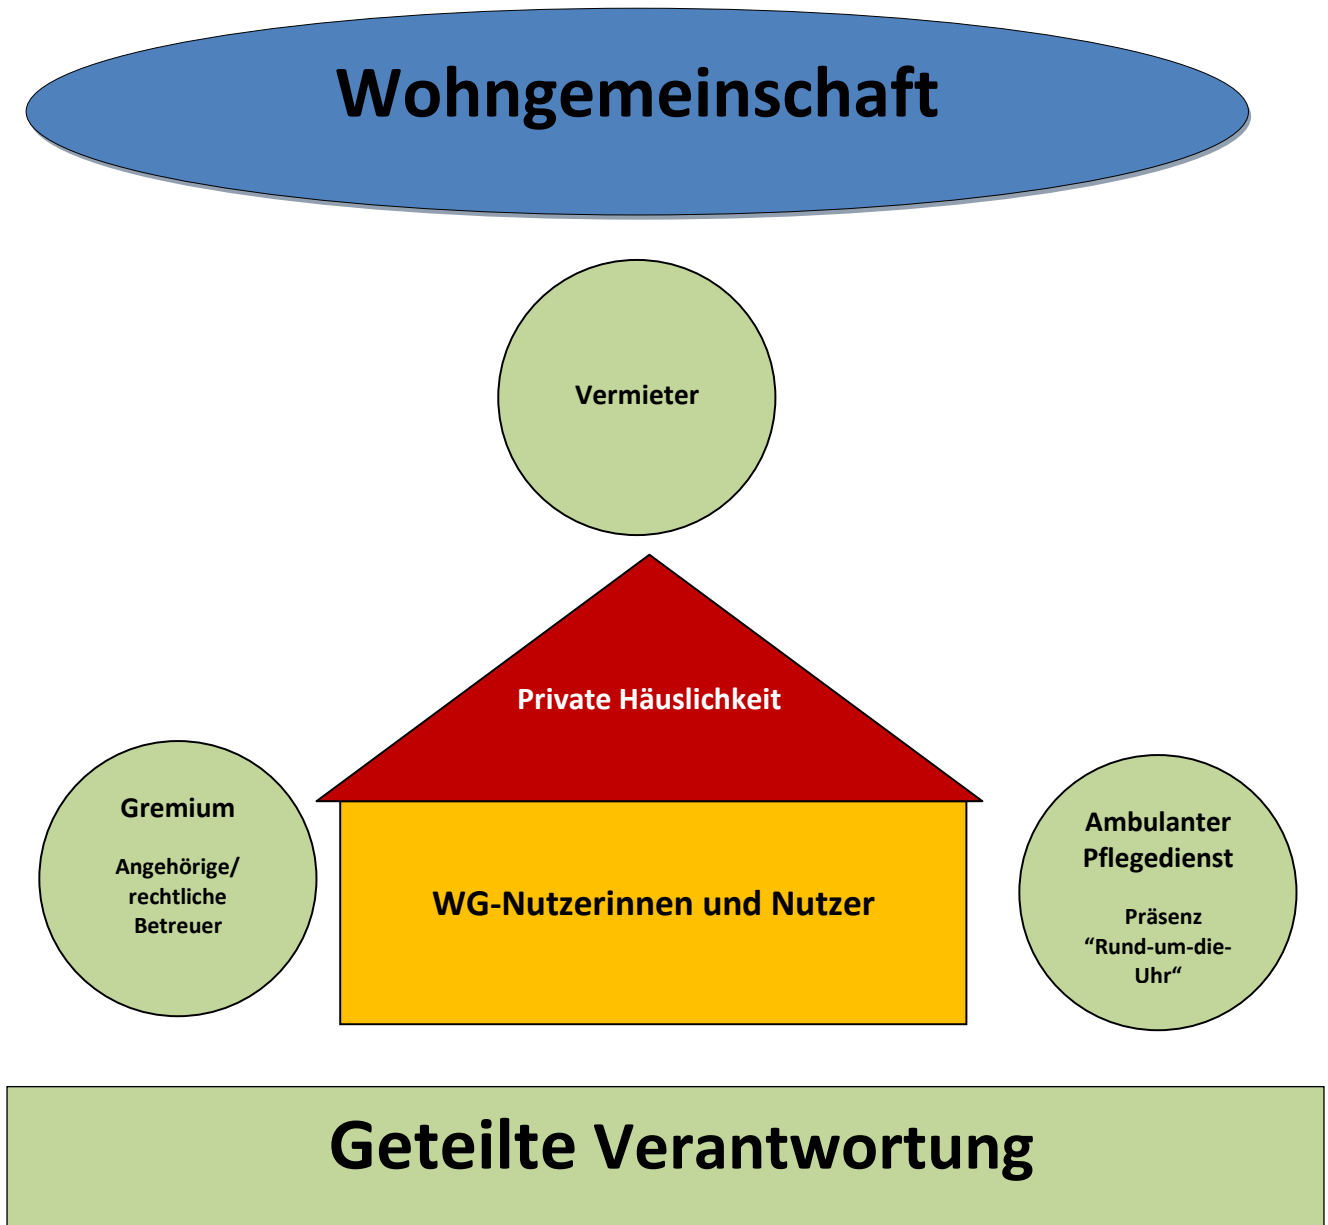 Wohngemeinschaft
Vermieter
Private Häuslichkeit
Gremium
Angehörige/
rechtliche
Betreuer
WG-Nutzerinnen und Nutzer
Ambulanter
Pflegedienst
Präsenz
“Rund-um-die-
Uhr“
Geteilte Verantwortung